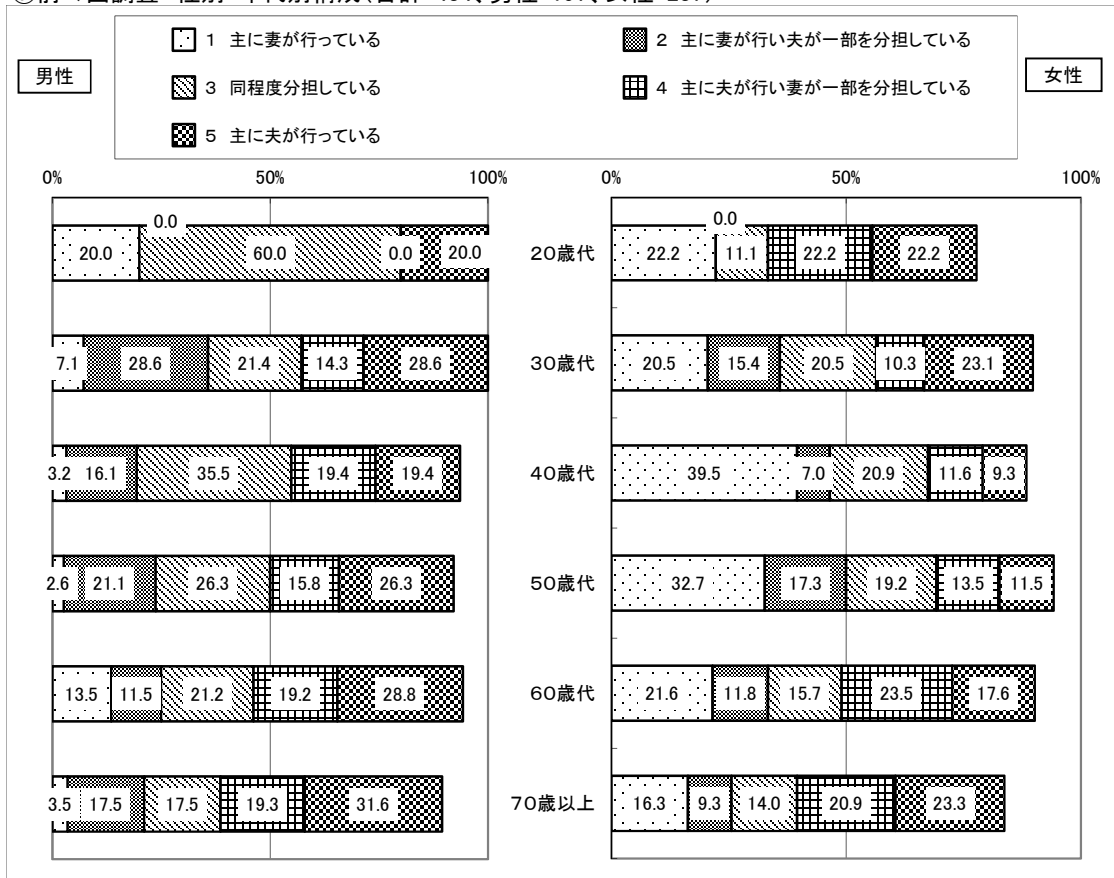 1 主に妻が行っている
2 主に妻が行い夫が一部を分担している
男性
女性
3 同程度分担している
4 主に夫が行い妻が一部を分担している
5 主に夫が行っている
0% 50% 100% 0% 50% 100%
0.0 0.0
20.0 60.0 0.0 20.0 20歳代 22.2 11.1 22.2 22.2
7.1 28.6 21.4 14.3 28.6 30歳代 20.5 15.4 20.5 10.3 23.1
3.2 16.1 35.5 19.4 19.4 40歳代 39.5 7.0 20.9 11.6 9.3
2.6 21.1 26.3 15.8 26.3 50歳代 32.7 17.3 19.2 13.5 11.5
13.5 11.5 21.2 19.2 28.8 60歳代 21.6 11.8 15.7 23.5 17.6
3.5 17.5 17.5 19.3 31.6 70歳以上 16.3 9.3 14.0 20.9 23.3